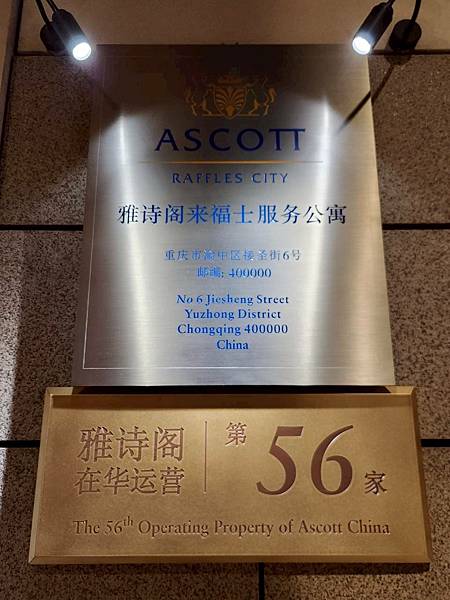 ASCOTT
RAFFLES CITY
雅诗阁来福士服务公寓
重庆市渝中区接圣街6号
邮编: 400000
No 6 Jiesheng Street
Yuzhong District
Chongqing 400000
China
雅诗阁
在华运营
第56家
The 56th Operating Property of Ascott China